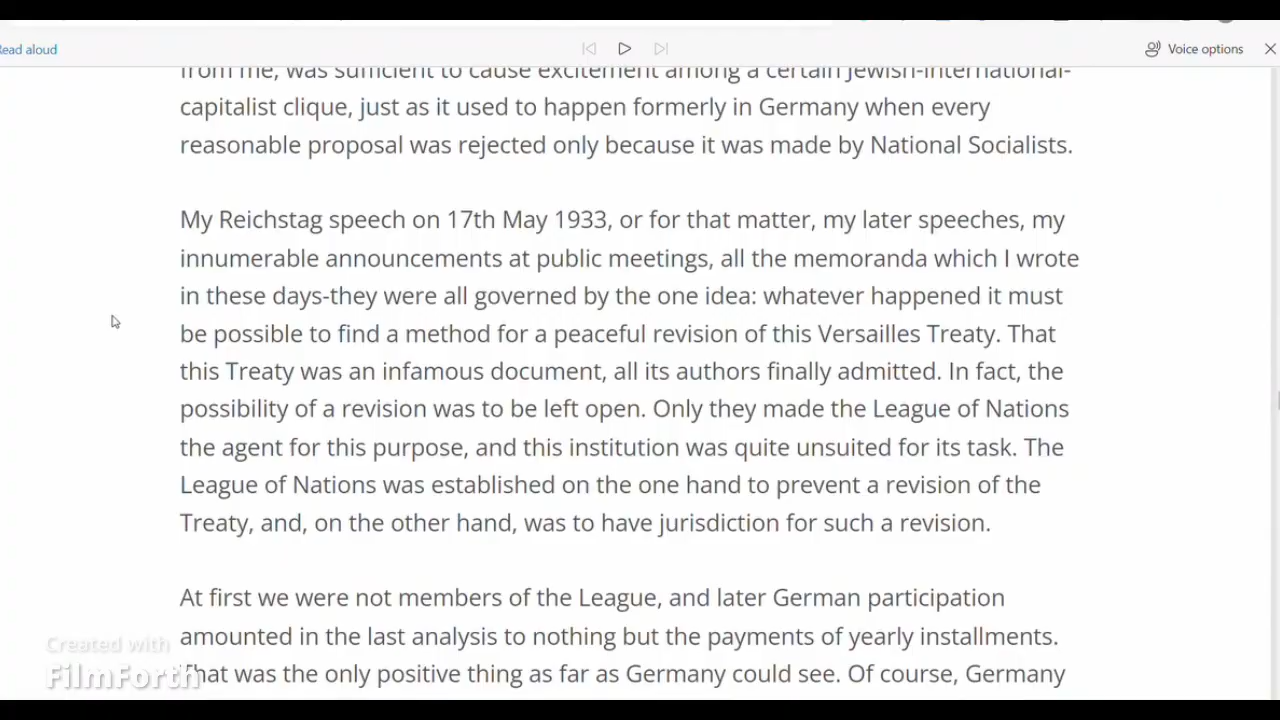 Read aloud
Voice options
from me, was sufficient to cause excitement among a certain Jewish-international-
capitalist clique, just as it used to happen formerly in Germany when every
reasonable proposal was rejected only because it was made by National Socialists.
My Reichstag speech on 17th May 1933, or for that matter, my later speeches, my
innumerable announcements at public meetings, all the memoranda which I wrote
in these days-they were all governed by the one idea: whatever happened it must
be possible to find a method for a peaceful revision of this Versailles Treaty. That
this Treaty was an infamous document, all its authors finally admitted. In fact, the
possibility of a revision was to be left open. Only they made the League of Nations
the agent for this purpose, and this institution was quite unsuited for its task. The
League of Nations was established on the one hand to prevent a revision of the
Treaty, and, on the other hand, was to have jurisdiction for such a revision.
At first we were not members of the League, and later German participation
amounted in the last analysis to nothing but the payments of yearly installments.
That was the only positive thing as far as Germany could see. Of course, Germany
Created with
FilmForth